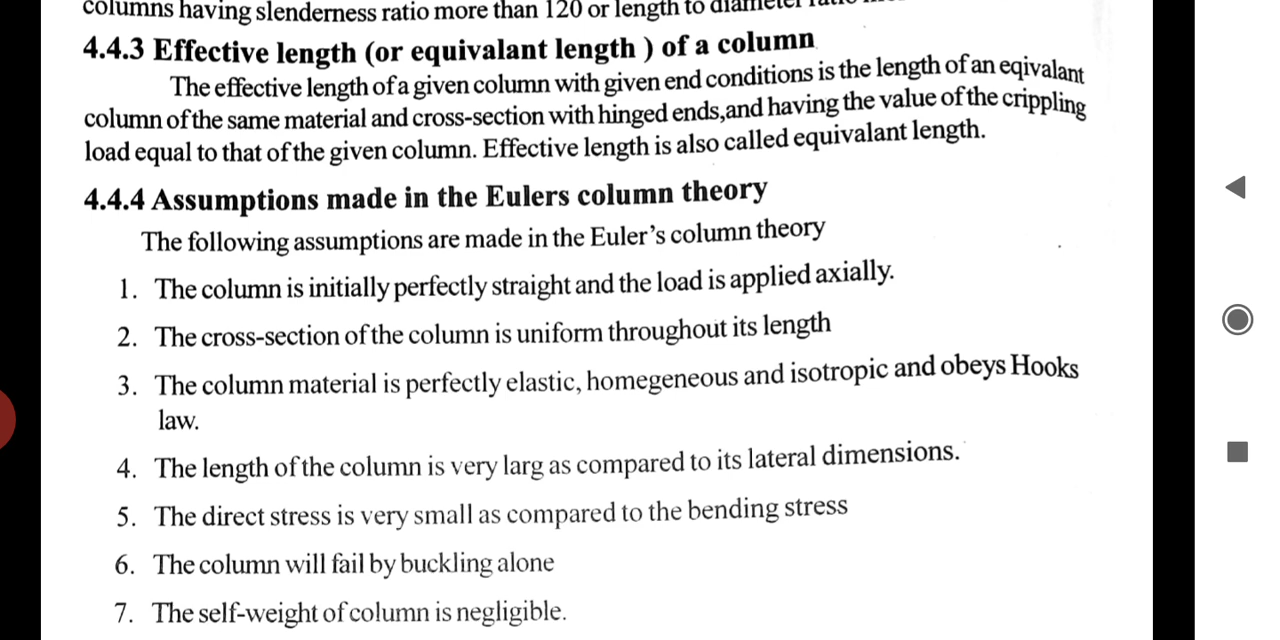 columns having slenderness ratio more than 120 or length to diameter
4.4.3 Effective length (or equivalant length ) of a column
The effective length of a given column with given end conditions is the length of an eqivalant
column of the same material and cross-section with hinged ends,and having the value of the crippling
load equal to that of the given column. Effective length is also called equivalant length.
4.4.4 Assumptions made in the Eulers column theory
The following assumptions are made in the Euler's column theory
1. The column is initially perfectly straight and the load is applied axially.
2. The cross-section of the column is uniform throughout its length
3. The column material is perfectly elastic, homegeneous and isotropic and obeys Hooks
law.
4. The length of the column is very larg as compared to its lateral dimensions.
5. The direct stress is very small as compared to the bending stress
6. The column will fail by buckling alone
7. The self-weight of column is negligible.